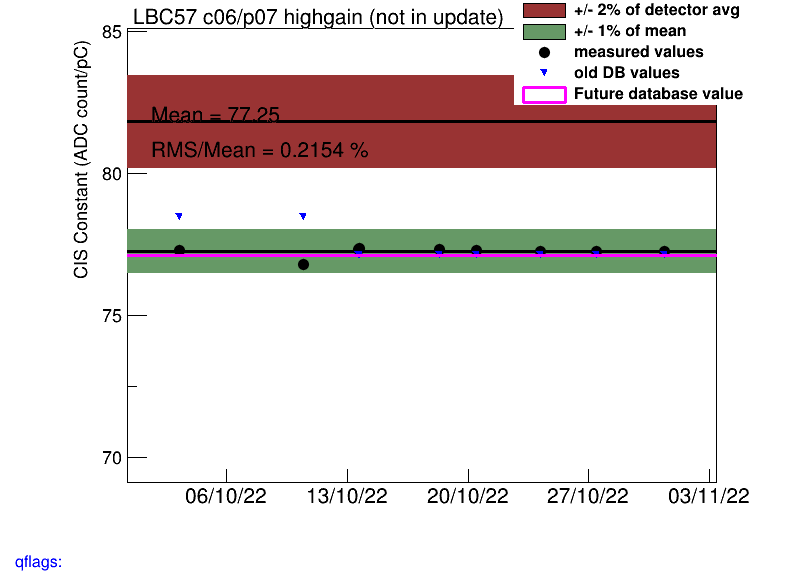 LBC57 c06/p07 highgain (not in update)
+/- 2% of detector avg
+/- 1% of mean
measured values
old DB values
Future database value
CIS Constant (ADC count/pC)
85
80
75
70
Mean = 77.25
RMS/Mean = 0.2154 %
06/10/22 13/10/22 20/10/22 27/10/22 03/11/22
qflags: